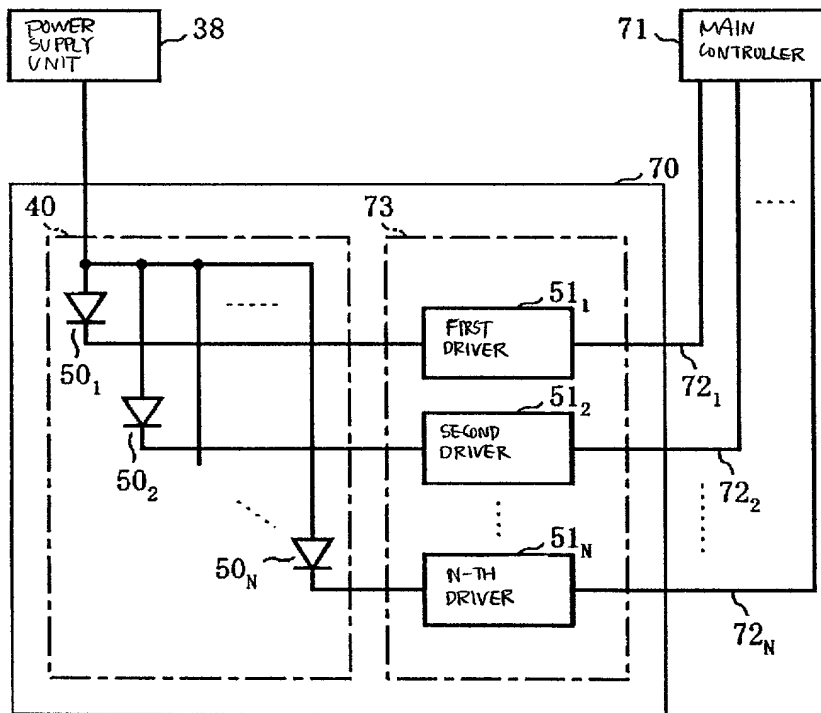 POWER
SUPPLY
UNIT
38
71
MAIN
CONTROLLER
70
40
73
51₁
FIRST
DRIVER
50₁
72₁
51₂
SECOND
DRIVER
50₂
72₂
51N
N-TH
DRIVER
50N
72N